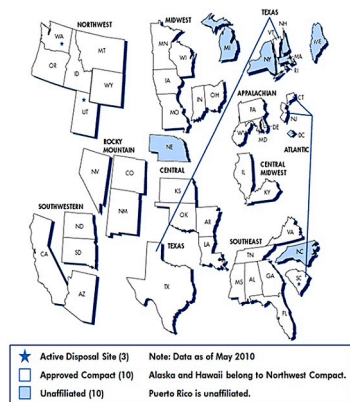 TEXAS
NORTHWEST
MIDWEST
WA
MT
OR
ID
WY
UT
MN
WI
IA
MO
IN
OH
MI
VT
NH
NY
MA
RI
ME
APPALACHIAN
PA
WV
MD
DE
CT
NJ
DC
ATLANTIC
ROCKY
MOUNTAIN
NV
CO
NM
NE
CENTRAL
KS
OK
AR
LA
IL
KY
CENTRAL
MIDWEST
SOUTHWESTERN
CA
ND
SD
AZ
TEXAS
TX
SOUTHEAST
VA
TN
NC
SC
MS
AL
GA
FL
Active Disposal Site (3) Note: Data as of May 2010
Approved Compact (10) Alaska and Hawaii belong to Northwest Compact.
Unaffiliated (10) Puerto Rico is unaffiliated.